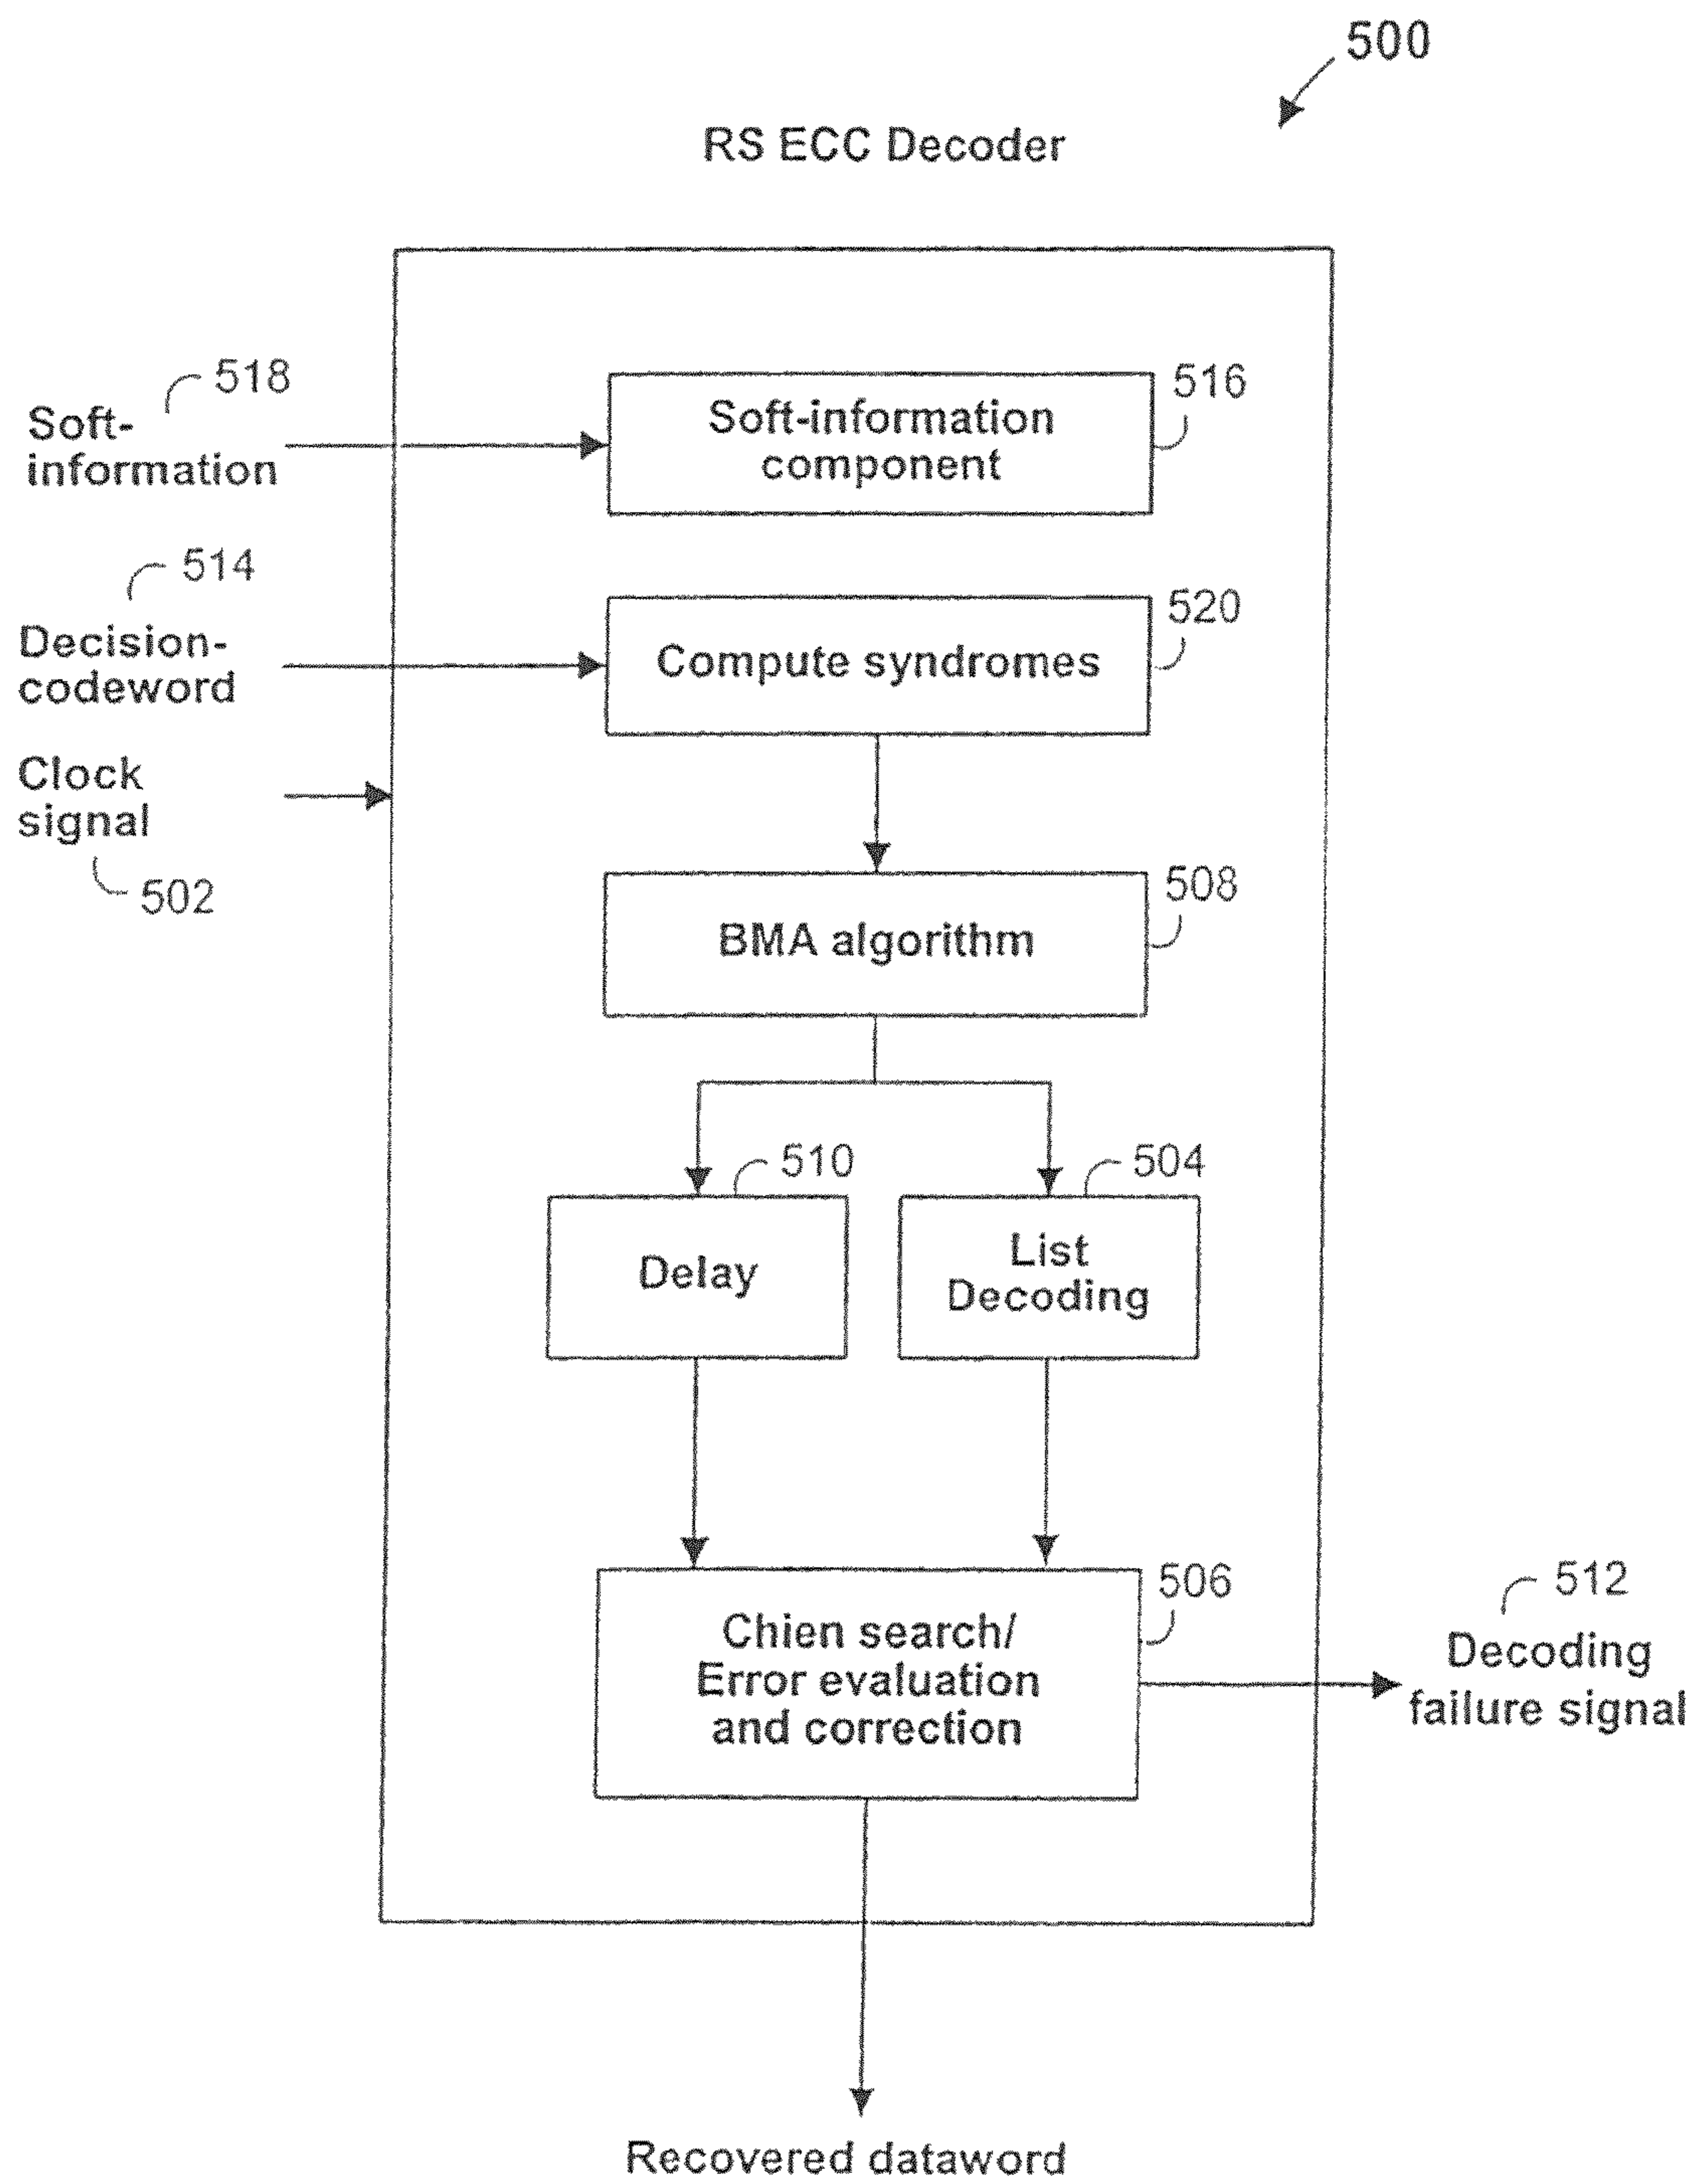 500
RS ECC Decoder
518
Soft-
information
Soft-information
component
516
514
Decision-
codeword
Compute syndromes
520
Clock
signal
502
BMA algorithm
508
510
504
Delay
List
Decoding
Chien search/
Error evaluation
and correction
506
512
Decoding
failure signal
Recovered dataword